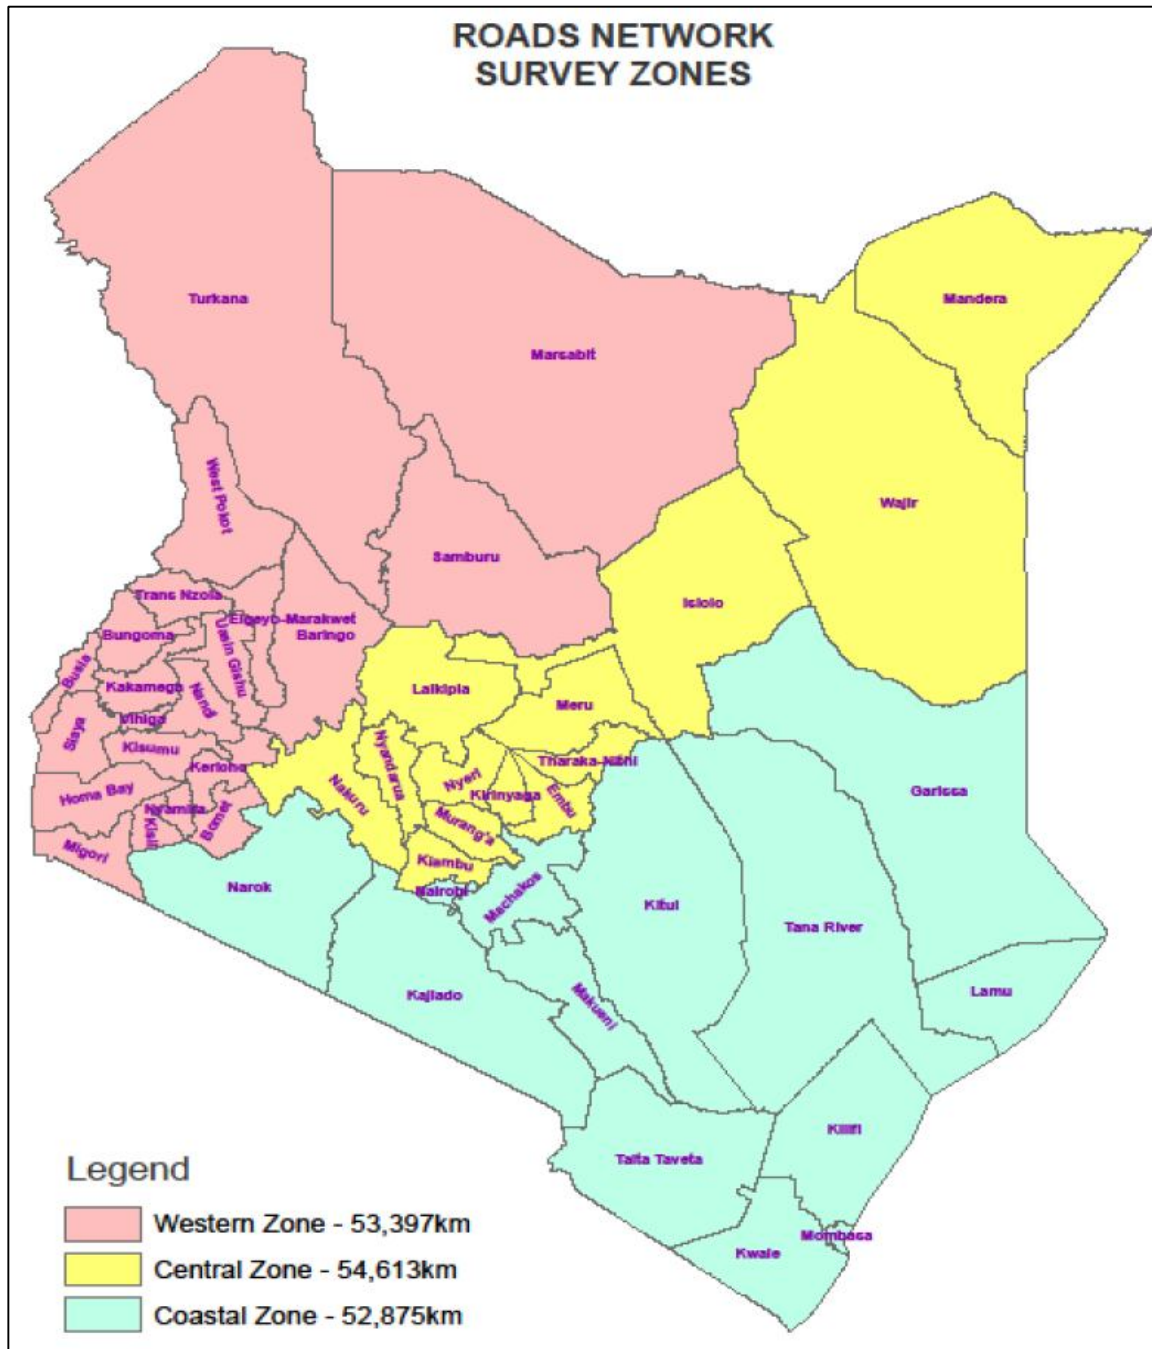 ROADS NETWORK
SURVEY ZONES
Turkana
Mandera
Marsabit
West Pokot
Wajir
Samburu
Isiolo
Trans Nzoia
Elgeyo-Marakwet
Bungoma
Uasin Gishu
Baringo
Busia
Kakamega
Nandi
Laikipia
Meru
Vihiga
Siaya
Kisumu
Kericho
Nyandarua
Tharaka-Nithi
Homa Bay
Nakuru
Nyeri
Kirinyaga
Embu
Garissa
Nyamira
Kisii
Bomet
Murang'a
Migori
Kiambu
Narok
Nairobi
Machakos
Kitui
Tana River
Kajiado
Makueni
Lamu
Kilifi
Taita Taveta
Mombasa
Kwale
Legend
Western Zone - 53,397km
Central Zone - 54,613km
Coastal Zone - 52,875km